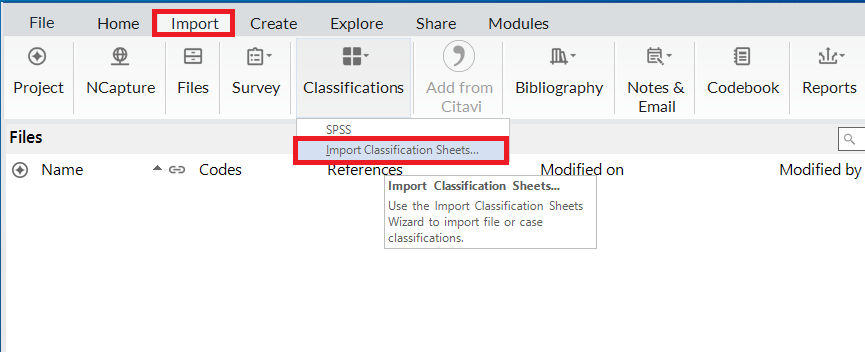 File Home Import Create Explore Share Modules
Project NCapture Files Survey Classifications Add from Citavi Bibliography Notes & Email Codebook Reports
SPSS
Import Classification Sheets...
Files
Name Codes References Modified on Modified by
Import Classification Sheets...
Use the Import Classification Sheets
Wizard to import file or case
classifications.